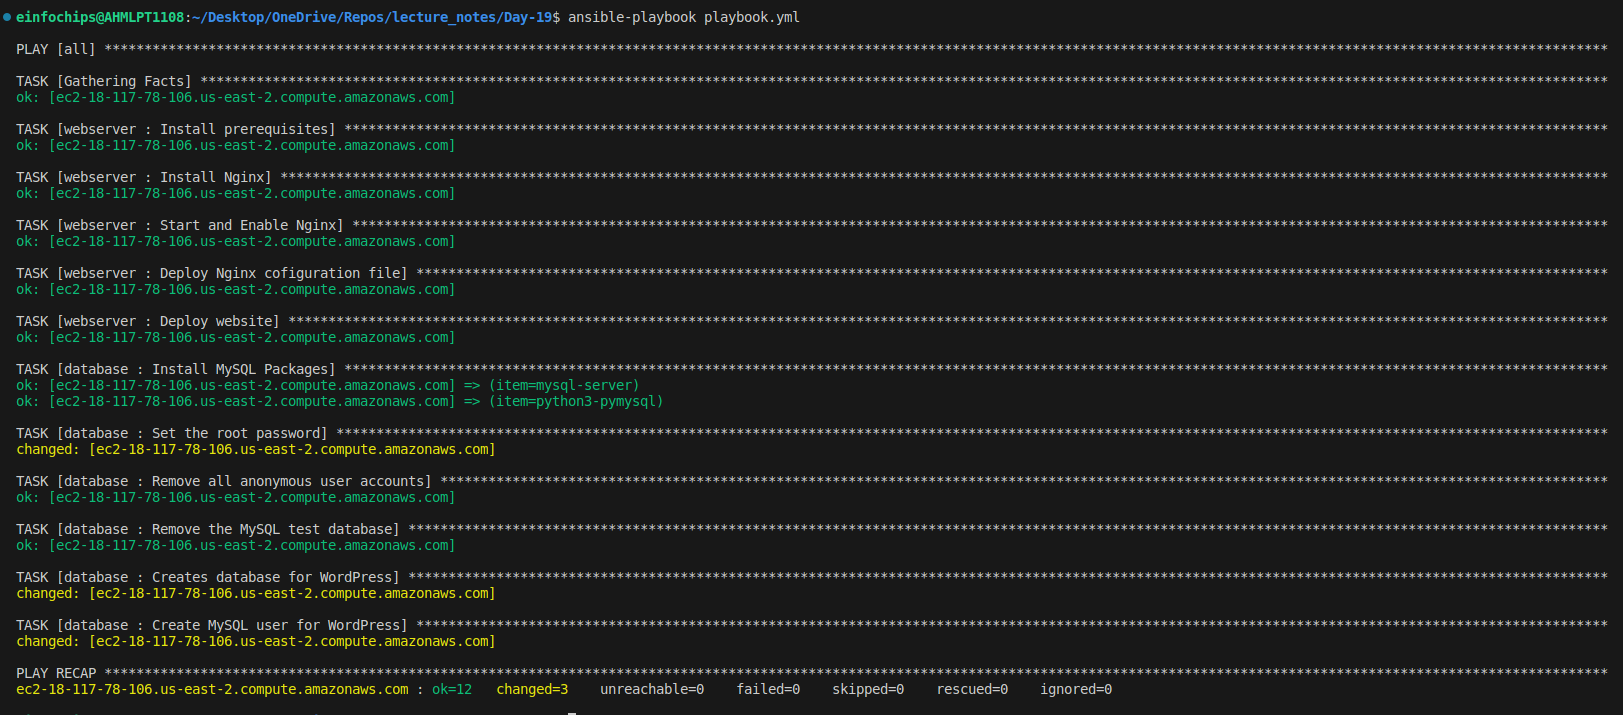 einfochips@AHMLPT1108:~/Desktop/OneDrive/Repos/lecture_notes/Day-19$ ansible-playbook playbook.yml
PLAY [all] ********************************************************************************************************************************************************************************************
TASK [Gathering Facts] ********************************************************************************************************************************************************************************
ok: [ec2-18-117-78-106.us-east-2.compute.amazonaws.com]
TASK [webserver : Install prerequisites] **************************************************************************************************************************************************************
ok: [ec2-18-117-78-106.us-east-2.compute.amazonaws.com]
TASK [webserver : Install Nginx] **********************************************************************************************************************************************************************
ok: [ec2-18-117-78-106.us-east-2.compute.amazonaws.com]
TASK [webserver : Start and Enable Nginx] *************************************************************************************************************************************************************
ok: [ec2-18-117-78-106.us-east-2.compute.amazonaws.com]
TASK [webserver : Deploy Nginx cofiguration file] *****************************************************************************************************************************************************
ok: [ec2-18-117-78-106.us-east-2.compute.amazonaws.com]
TASK [webserver : Deploy website] *********************************************************************************************************************************************************************
ok: [ec2-18-117-78-106.us-east-2.compute.amazonaws.com]
TASK [database : Install MySQL Packages] **************************************************************************************************************************************************************
ok: [ec2-18-117-78-106.us-east-2.compute.amazonaws.com] => (item=mysql-server)
ok: [ec2-18-117-78-106.us-east-2.compute.amazonaws.com] => (item=python3-pymysql)
TASK [database : Set the root password] ***************************************************************************************************************************************************************
changed: [ec2-18-117-78-106.us-east-2.compute.amazonaws.com]
TASK [database : Remove all anonymous user accounts] **************************************************************************************************************************************************
ok: [ec2-18-117-78-106.us-east-2.compute.amazonaws.com]
TASK [database : Remove the MySQL test database] ******************************************************************************************************************************************************
ok: [ec2-18-117-78-106.us-east-2.compute.amazonaws.com]
TASK [database : Creates database for WordPress] ******************************************************************************************************************************************************
changed: [ec2-18-117-78-106.us-east-2.compute.amazonaws.com]
TASK [database : Create MySQL user for WordPress] *****************************************************************************************************************************************************
changed: [ec2-18-117-78-106.us-east-2.compute.amazonaws.com]
PLAY RECAP ********************************************************************************************************************************************************************************************
ec2-18-117-78-106.us-east-2.compute.amazonaws.com : ok=12   changed=3    unreachable=0    failed=0    skipped=0    rescued=0    ignored=0